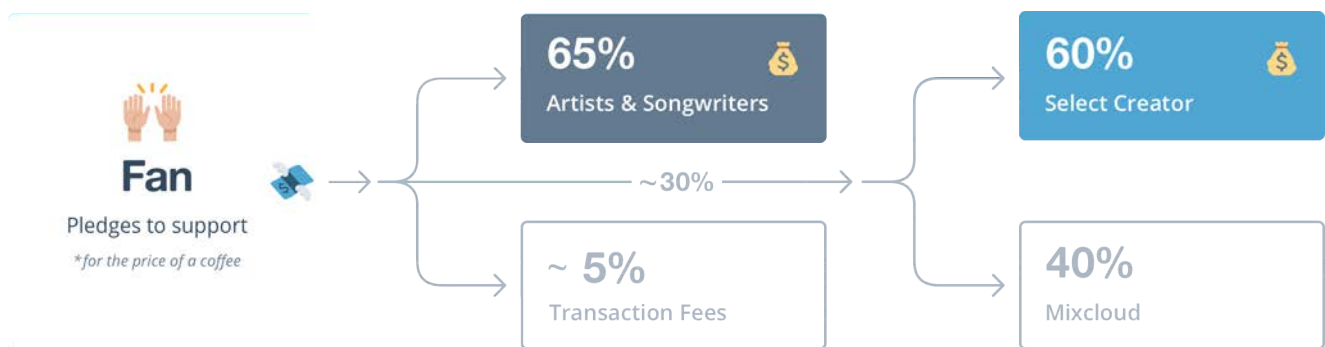 Fan
Pledges to support
*for the price of a coffee
65%
Artists & Songwriters
~30%
~ 5%
Transaction Fees
60%
Select Creator
40%
Mixcloud